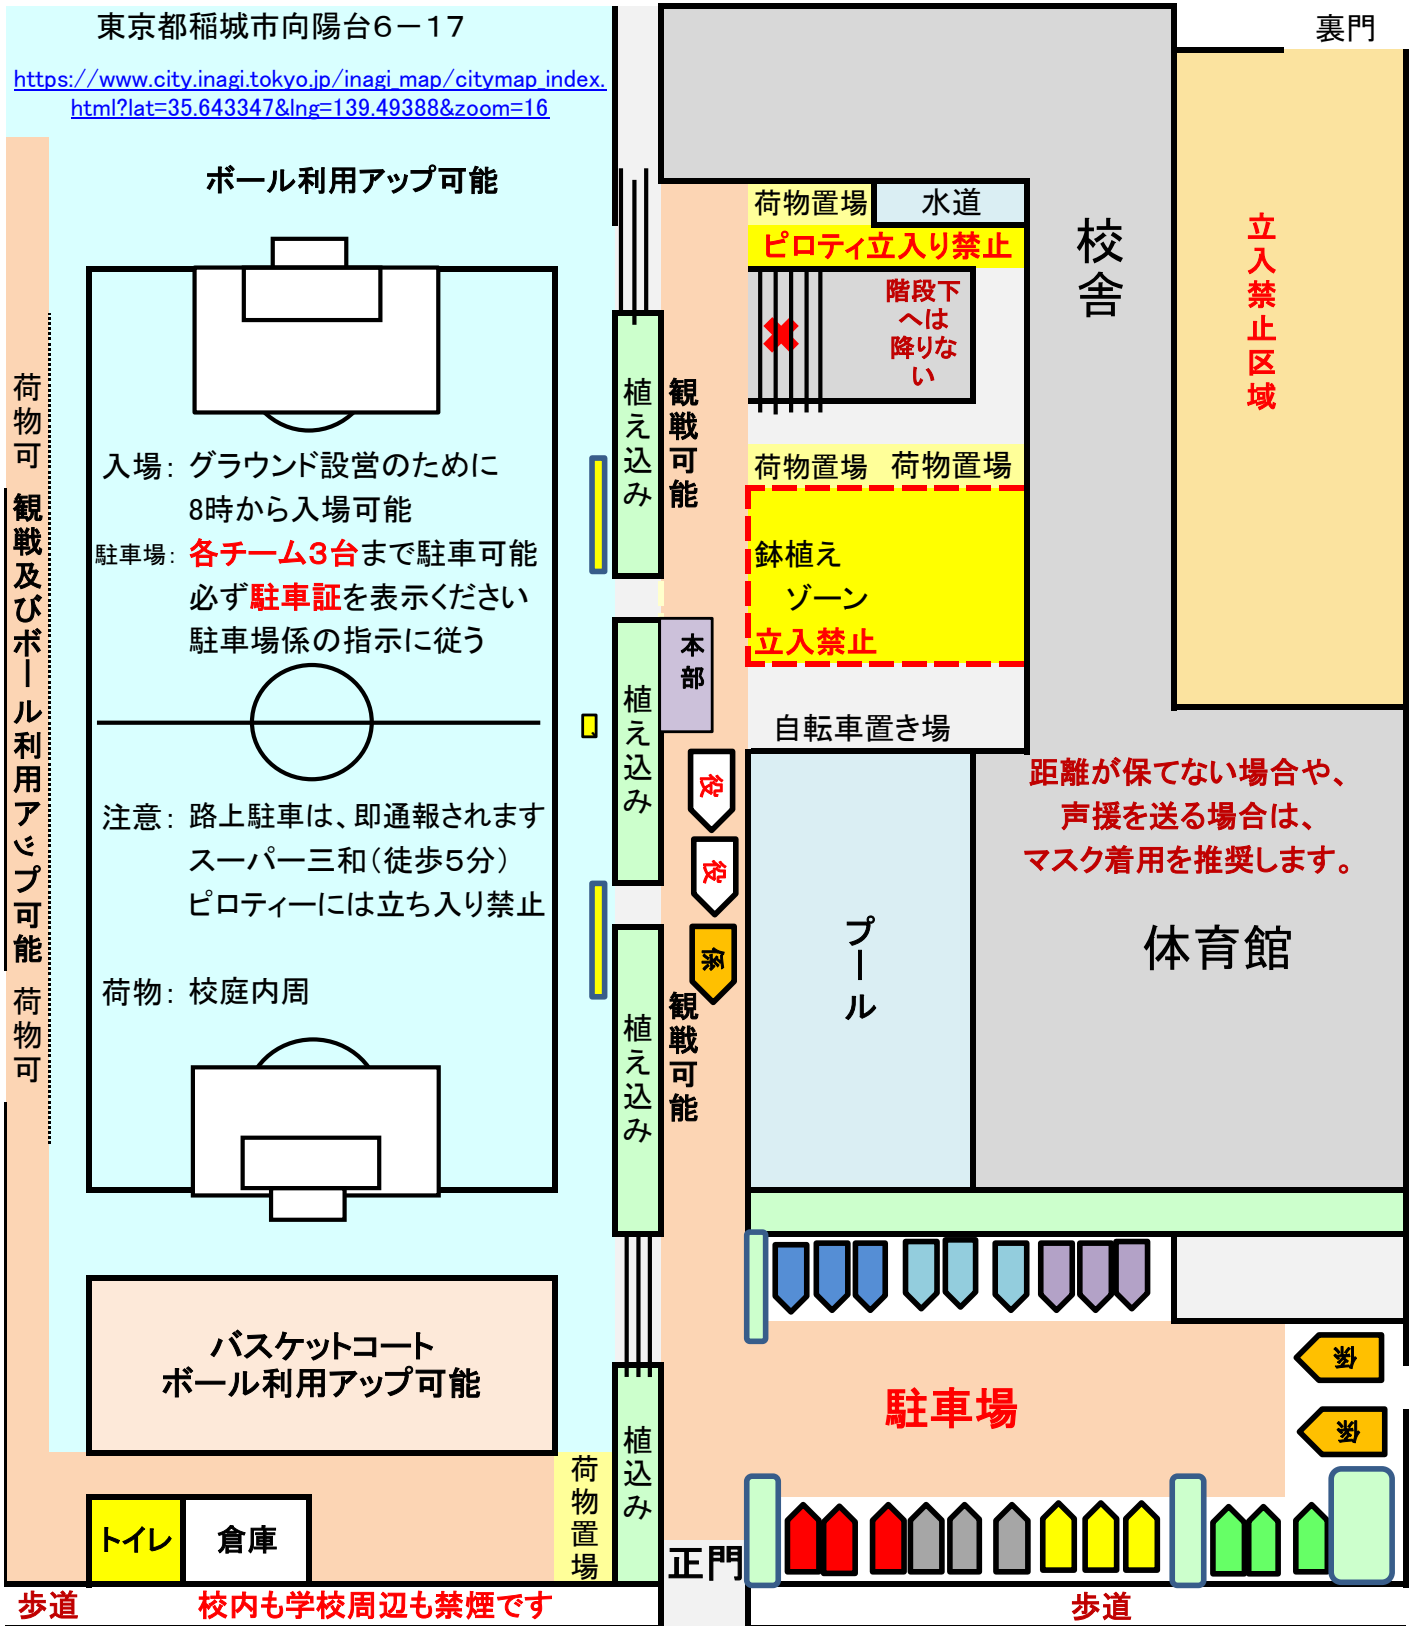 東京都稲城市向陽台6－17
https://www.city.inagi.tokyo.jp/inagi_map/citymap_index.
html?lat=35.643347&lng=139.49388&zoom=16
ボール利用アップ可能
荷物可
観戦及びボール利用アップ可能
荷物可
入場：グラウンド設営のために
8時から入場可能
駐車場：各チーム3台まで駐車可能
必ず駐車証を表示ください
駐車場係の指示に従う
注意：路上駐車は、即通報されます
スーパー三和（徒歩5分）
ピロティーには立ち入り禁止
荷物：校庭内周
バスケットコート
ボール利用アップ可能
トイレ
倉庫
荷物置場
歩道
校内も学校周辺も禁煙です
植え込み
植え込み
植え込み
植込み
観戦可能
本部
役
役
係
観戦可能
正門
荷物置場
水道
ピロティ立入り禁止
階段下
へは
降りな
い
荷物置場
荷物置場
鉢植え
ゾーン
立入禁止
自転車置き場
プール
校舎
裏門
立入禁止区域
距離が保てない場合や、
声援を送る場合は、
マスク着用を推奨します。
体育館
駐車場
係
係
歩道